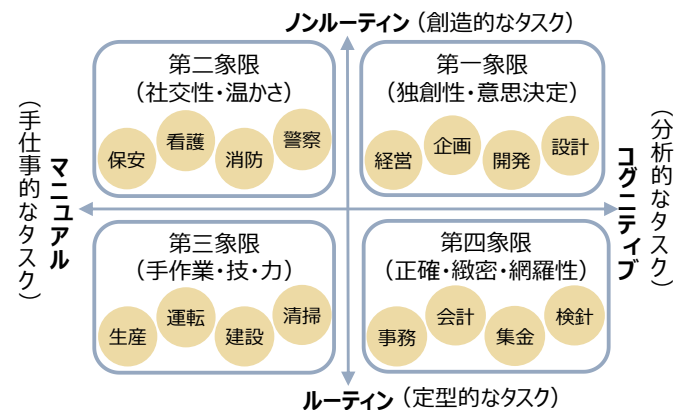 ノンルーティン（創造的なタスク）
第二象限
（社交性・温かさ）
保安
看護
消防
警察
第一象限
（独創性・意思決定）
経営
企画
開発
設計
（手仕事的なタスク）
マニュアル
コグニティブ
（分析的なタスク）
第三象限
（手作業・技・力）
生産
運転
建設
清掃
第四象限
（正確・緻密・網羅性）
事務
会計
集金
検針
ルーティン（定型的なタスク）